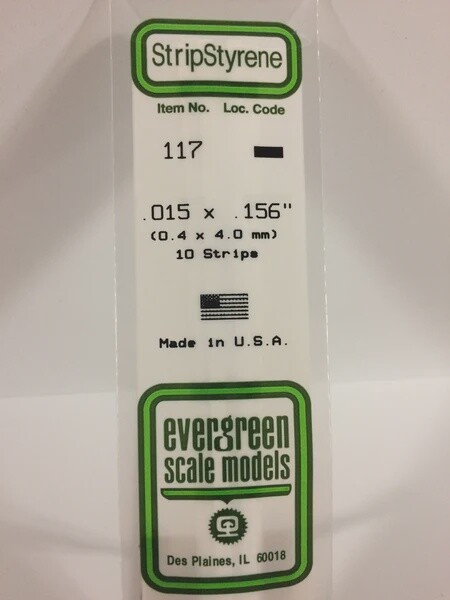 StripStyrene
Item No. Loc. Code
117
.015 x .156"
(0.4 x 4.0 mm)
10 Strips
Made in U.S.A.
evergreen
scale models
Des Plaines, IL 60018